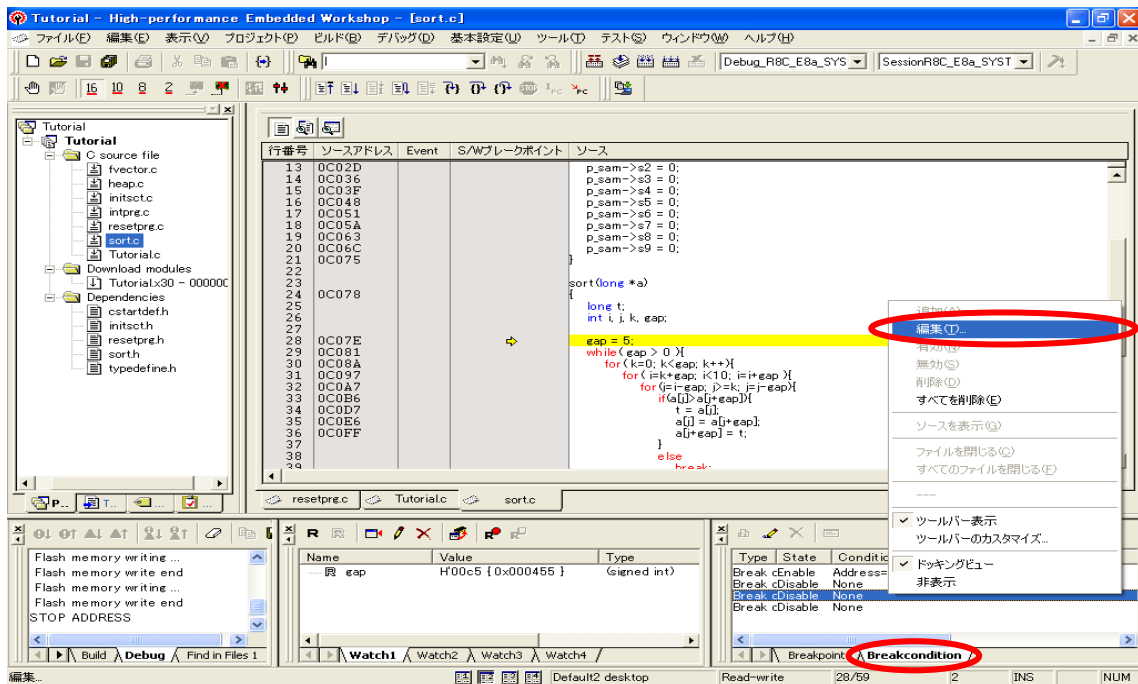 Tutorial - High-performance Embedded Workshop - [sort.c]
ファイル(F) 編集(E) 表示(V) プロジェクト(P) ビルド(B) デバッグ(D) 基本設定(U) ツール(T) テスト(S) ウィンドウ(W) ヘルプ(H)
Debug_R8C_E8a_SYS SessionR8C_E8a_SYST
16 10 8 2
Tutorial
Tutorial
C source file
fvector.c
heap.c
initsct.c
intprg.c
resetprg.c
sort.c
Tutorial.c
Download modules
Tutorial.x30 - 00000C
Dependencies
cstartdef.h
initsct.h
resetprg.h
sort.h
typedefine.h
P... T... ... ...
行番号 ソースアドレス Event S/Wブレークポイント ソース
13 0C02D p_sam->s2 = 0;
14 0C036 p_sam->s3 = 0;
15 0C03F p_sam->s4 = 0;
16 0C048 p_sam->s5 = 0;
17 0C051 p_sam->s6 = 0;
18 0C05A p_sam->s7 = 0;
19 0C063 p_sam->s8 = 0;
20 0C06C p_sam->s9 = 0;
21 0C075 }
22
23 sort(long *a)
24 0C078 {
25 long t;
26 int i, j, k, gap;
27
28 0C07E gap = 5;
29 0C081 while( gap > 0 ){
30 0C08A for( k=0; k<gap; k++){
31 0C097 for( i=k+gap; i<10; i=i+gap ){
32 0C0A7 for(j=i-gap; j>=k; j=j-gap){
33 0C0B6 if(a[j]>a[j+gap]){
34 0C0D7 t = a[j];
35 0C0E6 a[j] = a[j+gap];
36 0C0FF a[j+gap] = t;
37 }
38 else
39 break;
resetprg.c Tutorial.c sort.c
追加(A)...
編集(T)...
有効(N)
無効(S)
削除(D)
すべてを削除(E)
ソースを表示(G)
ファイルを閉じる(C)
すべてのファイルを閉じる(F)
----
ツールバー表示
ツールバーのカスタマイズ...
ドッキングビュー
非表示
Flash memory writing ...
Flash memory write end
Flash memory writing ...
Flash memory write end
STOP ADDRESS
Build Debug Find in Files 1
Name Value Type
gap H'00c5 { 0x000455 } (signed int)
Watch1 Watch2 Watch3 Watch4
Type State Conditio
Break c Enable Address=
Break c Disable None
Break c Disable None
Break c Disable None
Breakpoint Breakcondition
編集... Default2 desktop Read-write 28/59 2 INS NUM